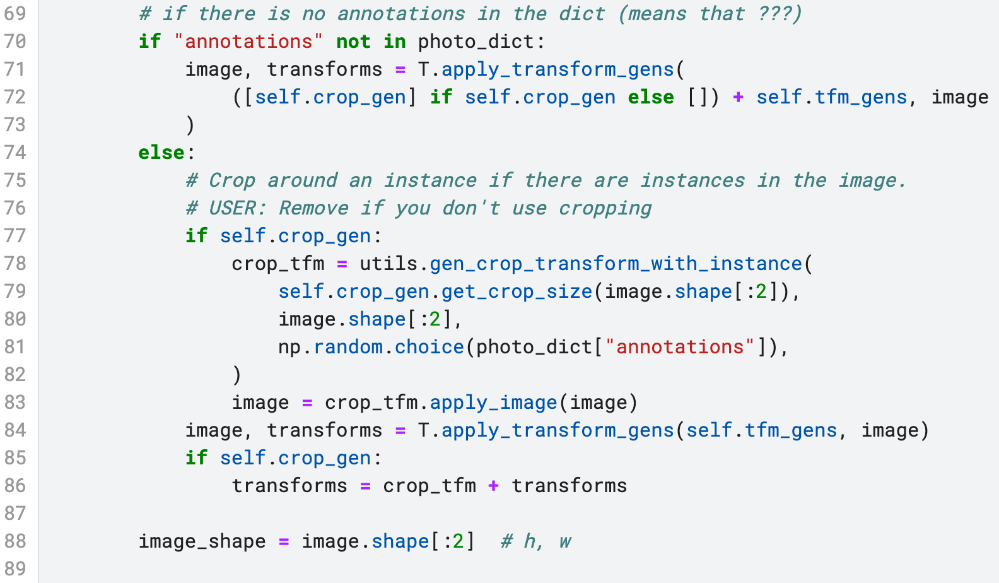 69 # if there is no annotations in the dict (means that ???)
70 if "annotations" not in photo_dict:
71 image, transforms = T.apply_transform_gens(
72 ([self.crop_gen] if self.crop_gen else []) + self.tfm_gens, image
73 )
74 else:
75 # Crop around an instance if there are instances in the image.
76 # USER: Remove if you don't use cropping
77 if self.crop_gen:
78 crop_tfm = utils.gen_crop_transform_with_instance(
79 self.crop_gen.get_crop_size(image.shape[:2]),
80 image.shape[:2],
81 np.random.choice(photo_dict["annotations"]),
82 )
83 image = crop_tfm.apply_image(image)
84 image, transforms = T.apply_transform_gens(self.tfm_gens, image)
85 if self.crop_gen:
86 transforms = crop_tfm + transforms
87
88 image_shape = image.shape[:2] # h, w
89